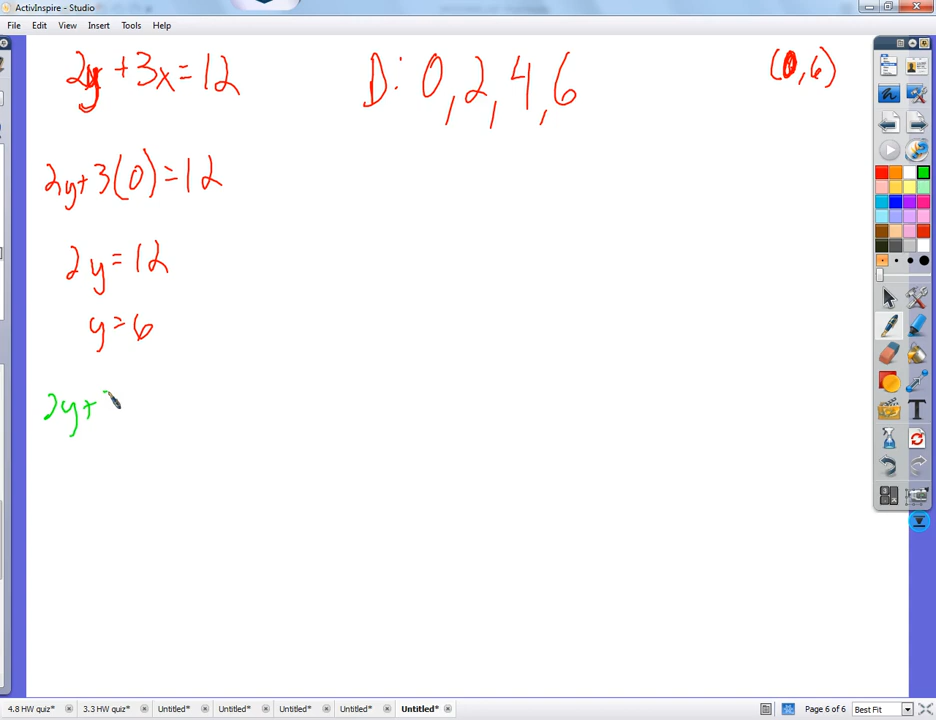 ActivInspire - Studio
File Edit View Insert Tools Help
2y + 3x = 12
D: 0, 2, 4, 6
(0, 6)
2y + 3(0) = 12
2y = 12
y = 6
2y +
4.8 HW quiz* 3.3 HW quiz* Untitled* Untitled* Untitled* Untitled* Untitled* Page 6 of 6 Best Fit